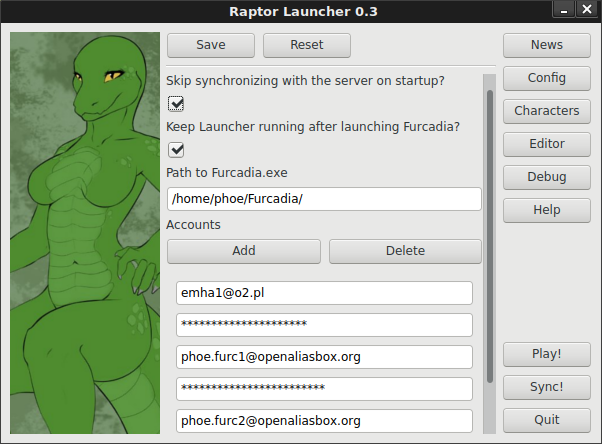 Raptor Launcher 0.3
Save
Reset
Skip synchronizing with the server on startup?
Keep Launcher running after launching Furcadia?
Path to Furcadia.exe
/home/phoe/Furcadia/
Accounts
Add
Delete
emha1@o2.pl
*********************
phoe.furc1@openaliasbox.org
************************
phoe.furc2@openaliasbox.org
News
Config
Characters
Editor
Debug
Help
Play!
Sync!
Quit